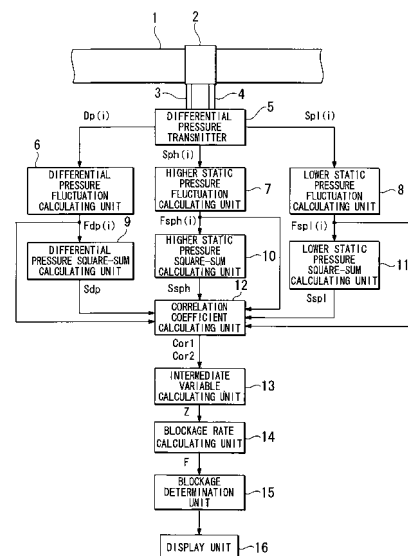 1
2
3
4
5
DIFFERENTIAL
PRESSURE
TRANSMITTER
Dp(i)
Sph(i)
Spl(i)
6
DIFFERENTIAL
PRESSURE
FLUCTUATION
CALCULATING UNIT
HIGHER STATIC
PRESSURE
FLUCTUATION
CALCULATING UNIT
7
LOWER STATIC
PRESSURE
FLUCTUATION
CALCULATING UNIT
8
Fdp(i)
9
Fsph(i)
Fspl(i)
DIFFERENTIAL
PRESSURE SQUARE-SUM
CALCULATING UNIT
HIGHER STATIC
PRESSURE
SQUARE-SUM
CALCULATING UNIT
10
LOWER STATIC
PRESSURE
SQUARE-SUM
CALCULATING UNIT
11
Sdp
Ssph
Sspl
12
CORRELATION
COEFFICIENT
CALCULATING UNIT
Cor1
Cor2
INTERMEDIATE
VARIABLE
CALCULATING UNIT
13
Z
BLOCKAGE RATE
CALCULATING UNIT
14
F
BLOCKAGE
DETERMINATION
UNIT
15
DISPLAY UNIT
16